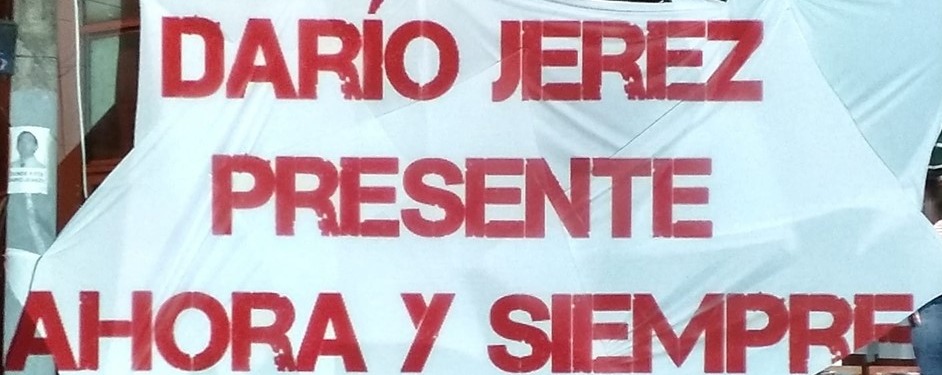 DARÍO JEREZ
PRESENTE
AHORA Y SIEMPRE